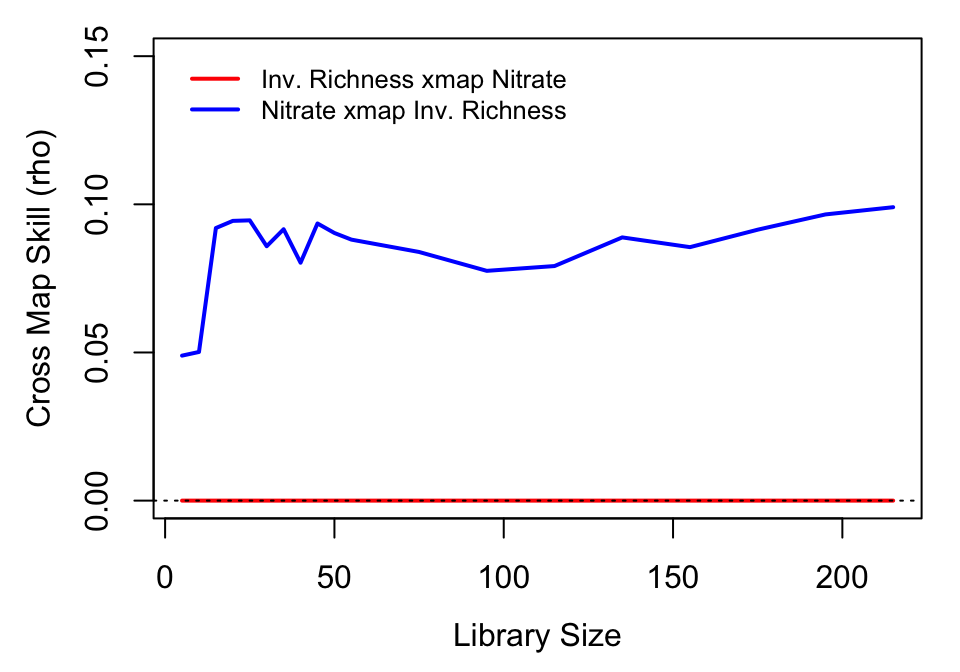 Inv. Richness xmap Nitrate
Nitrate xmap Inv. Richness
Cross Map Skill (rho)
0.15
0.10
0.05
0.00
0 50 100 150 200
Library Size